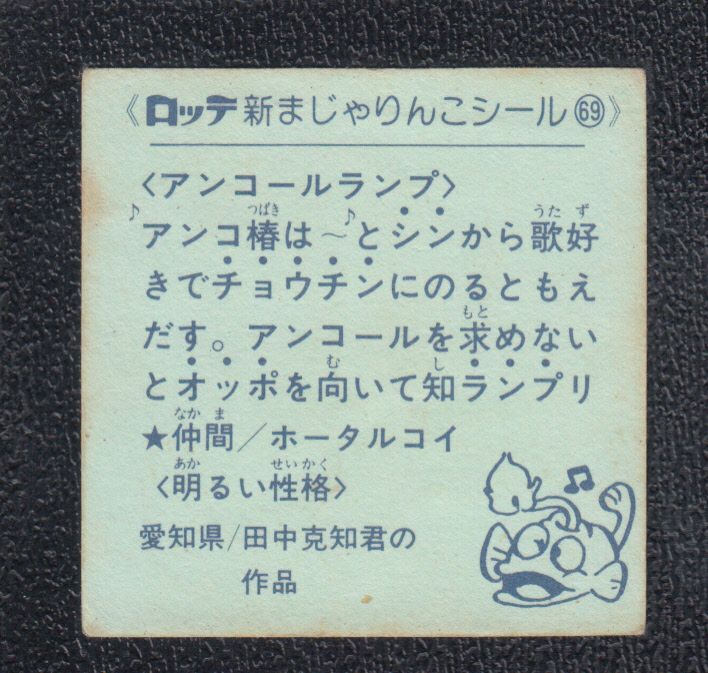 《ロッテ新まじゃりんこシール69》
〈アンコールランプ〉
♪アンコ椿は〜♪とシンから歌好
きでチョウチンにのるともえ
だす。アンコールを求めない
とオッポを向いて知ランプリ
★仲間/ホータルコイ
〈明るい性格〉
愛知県/田中克知君の
作品